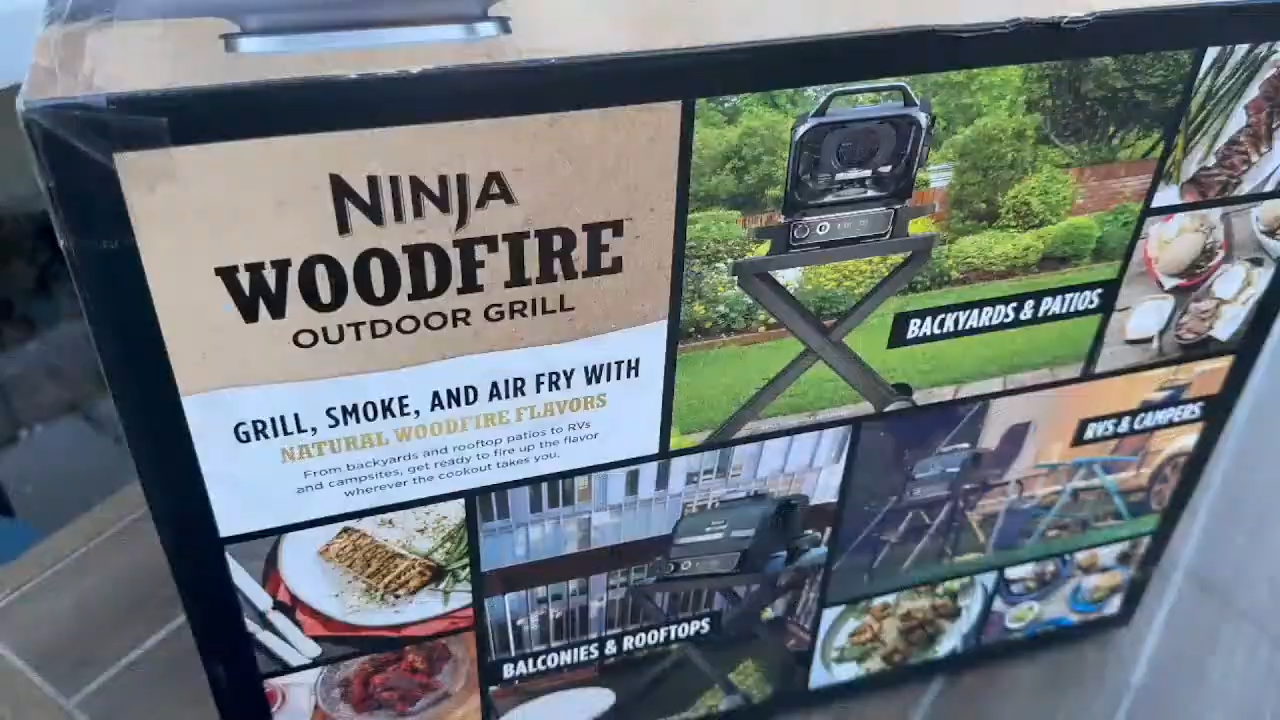 NINJA
WOODFIRE
OUTDOOR GRILL
GRILL, SMOKE, AND AIR FRY WITH
NATURAL WOODFIRE FLAVORS
From backyards and rooftop patios to RVs
and campsites, get ready to fire up the flavor
wherever the cookout takes you.
BACKYARDS & PATIOS
RVS & CAMPERS
BALCONIES & ROOFTOPS